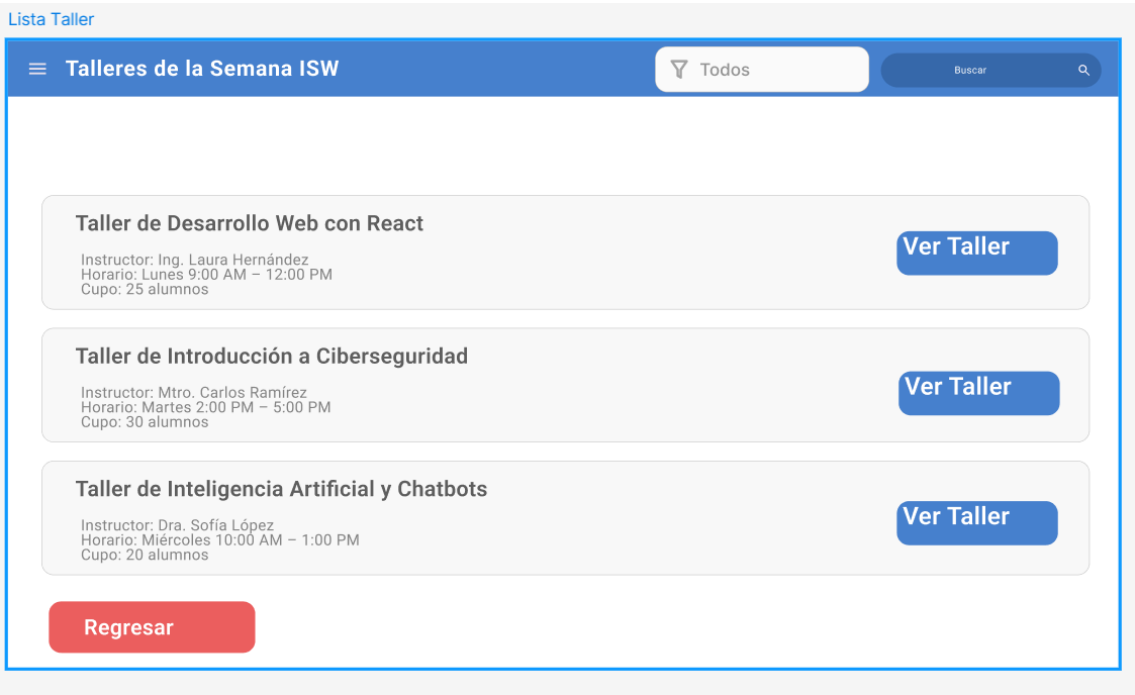 Lista Taller
Talleres de la Semana ISW
Todos
Buscar
Taller de Desarrollo Web con React
Instructor: Ing. Laura Hernández
Horario: Lunes 9:00 AM – 12:00 PM
Cupo: 25 alumnos
Ver Taller
Taller de Introducción a Ciberseguridad
Instructor: Mtro. Carlos Ramírez
Horario: Martes 2:00 PM – 5:00 PM
Cupo: 30 alumnos
Ver Taller
Taller de Inteligencia Artificial y Chatbots
Instructor: Dra. Sofía López
Horario: Miércoles 10:00 AM – 1:00 PM
Cupo: 20 alumnos
Ver Taller
Regresar